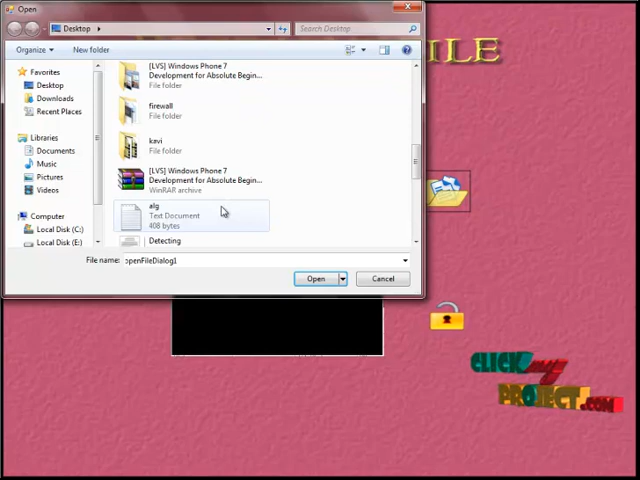 Open
ILE
Desktop
Search Desktop
Organize
New folder
Favorites
Desktop
Downloads
Recent Places
Libraries
Documents
Music
Pictures
Videos
Computer
Local Disk (C:)
Local Disk (E:)
[LVS] Windows Phone 7
Development for Absolute Begin...
File folder
firewall
File folder
kavi
File folder
[LVS] Windows Phone 7
Development for Absolute Begin...
WinRAR archive
alg
Text Document
408 bytes
Detecting
File name:
openFileDialog1
Open
Cancel
CLICK my
PROJECT.COM